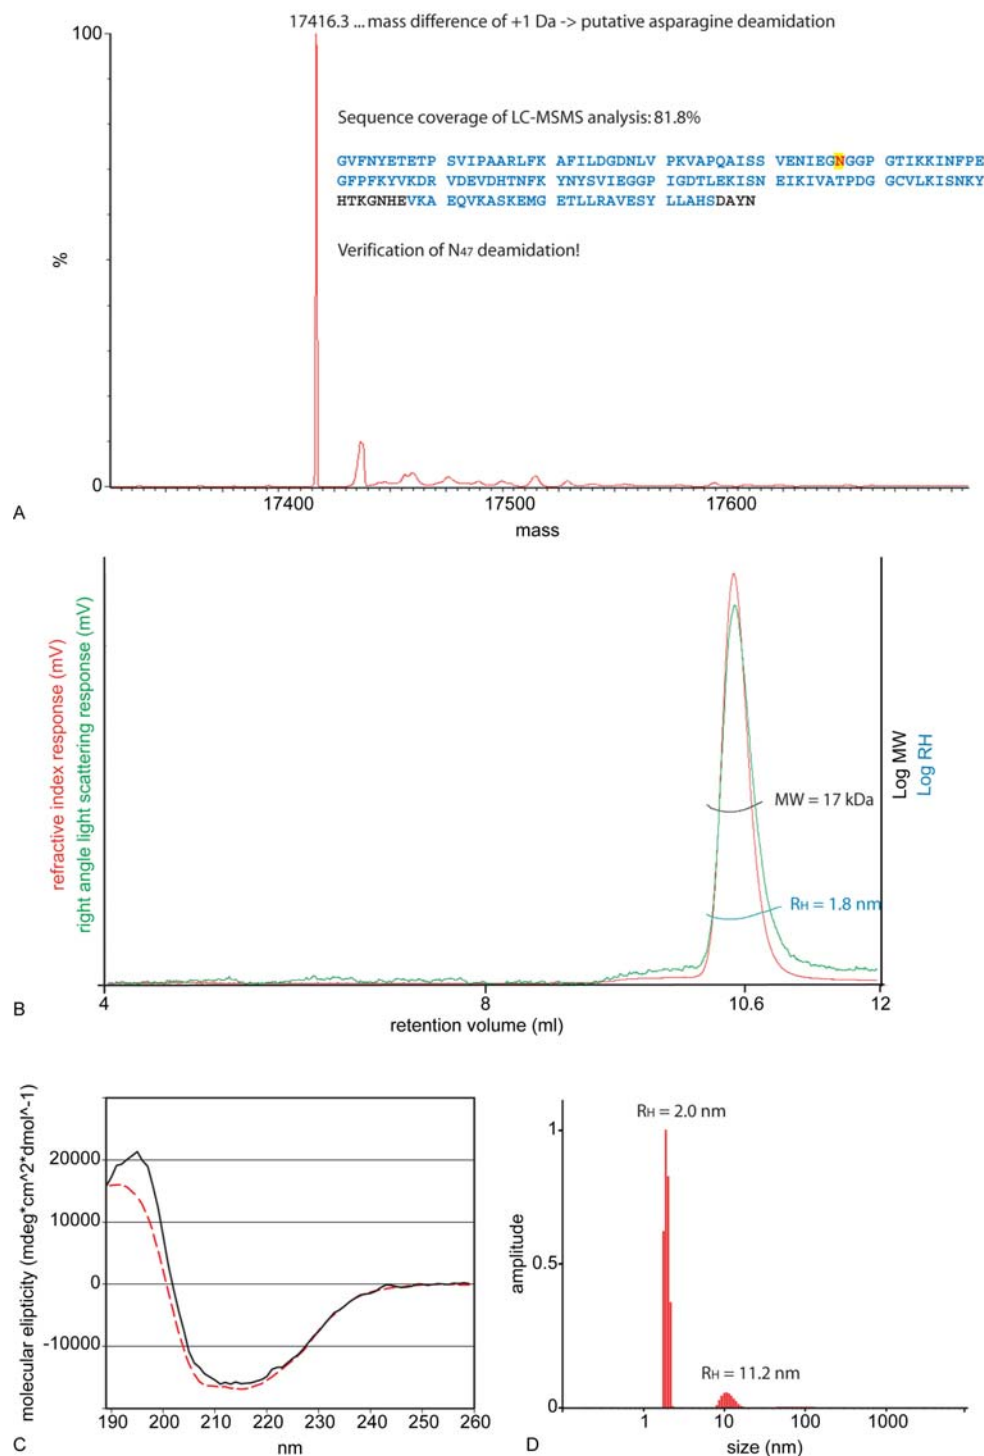 17416.3 ... mass difference of +1 Da -> putative asparagine deamidation
100
Sequence coverage of LC-MSMS analysis: 81.8%
GVFNYETETP SVIPAARLFK AFILDGDNLV PKVAPQAISS VENIEGNGGP GTIKKINFPE
GFPFKYVKDR VDEVDHTNFK YNYSVIEGGP IGDTLEKISN EIKIVATPDG GCVLKISNKY
HTKGNHEVKA EQVKASKEMG ETLLRAVESY LLAHSDAYN
Verification of N47 deamidation!
%
0
17400 17500 17600
mass
A
refractive index response (mV)
right angle light scattering response (mV)
Log MW
Log RH
MW = 17 kDa
RH = 1.8 nm
4 8 10.6 12
retention volume (ml)
B
molecular elipticity (mdeg*cm^2*dmol^-1)
20000
10000
0
-10000
190 200 210 220 230 240 250 260
nm
C
RH = 2.0 nm
1
amplitude
0.5
RH = 11.2 nm
0
1 10 100 1000
size (nm)
D